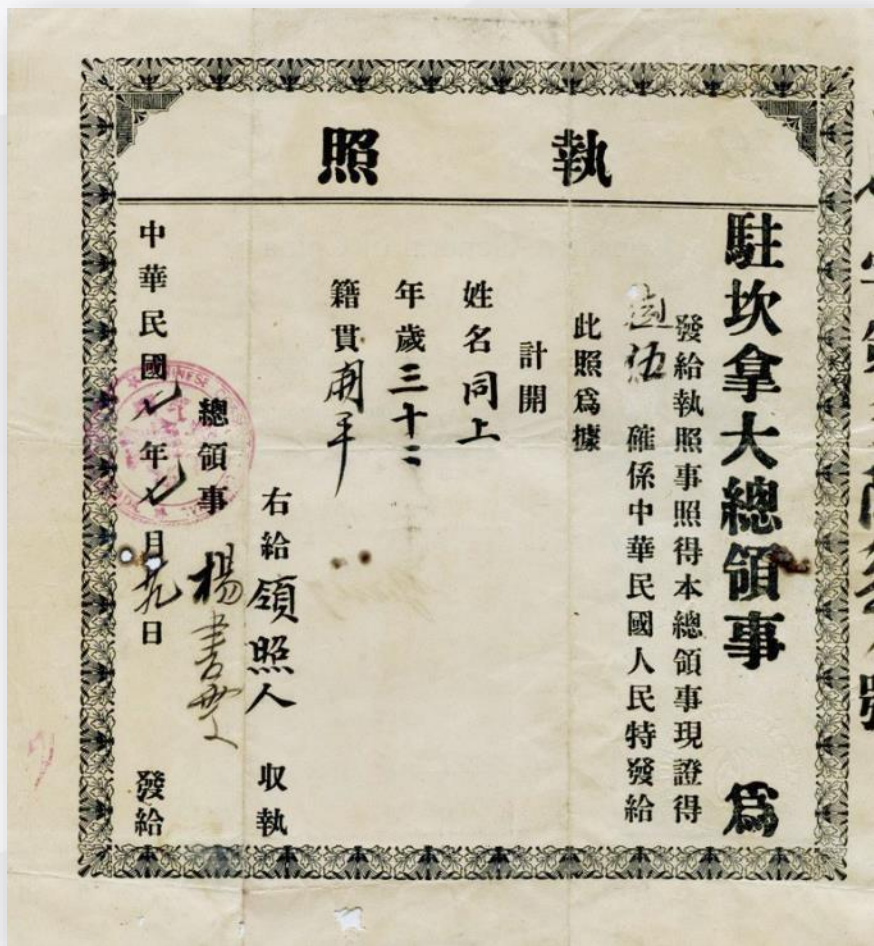 執照
駐坎拿大總領事 爲
發給執照事照得本總領事現證得
伍 確係中華民國人民特發給
此照爲據
計開
姓名同上
年歲三十二
籍貫開平
右給領照人 收執
總領事 楊書雯
中華民國七年七月九日 發給
CHINESE